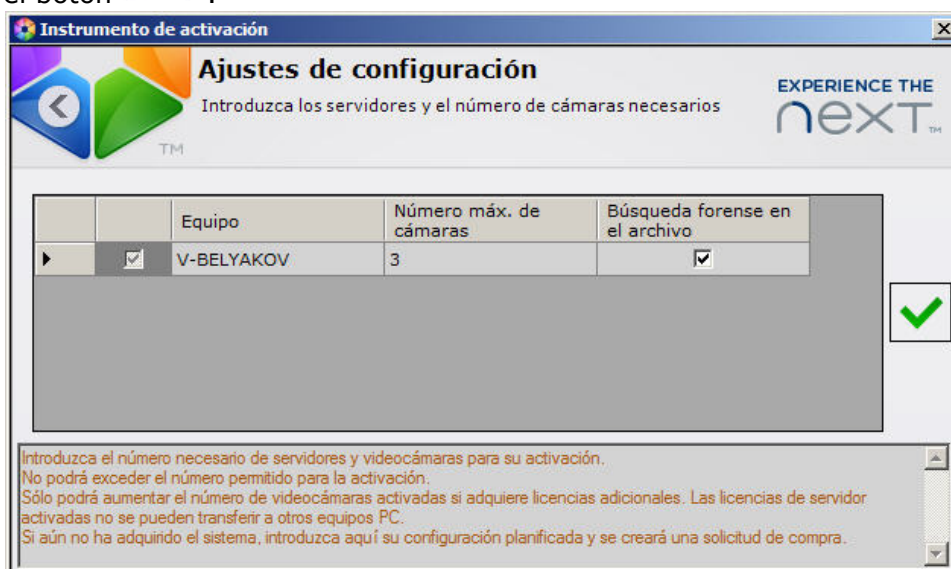 el botón
Instrumento de activación
Ajustes de configuración
Introduzca los servidores y el número de cámaras necesarios
EXPERIENCE THE
nexT™
TM
Equipo
Número máx. de cámaras
Búsqueda forense en el archivo
V-BELYAKOV
3
Introduzca el número necesario de servidores y videocámaras para su activación.
No podrá exceder el número permitido para la activación.
Sólo podrá aumentar el número de videocámaras activadas si adquiere licencias adicionales. Las licencias de servidor
activadas no se pueden transferir a otros equipos PC.
Si aún no ha adquirido el sistema, introduzca aquí su configuración planificada y se creará una solicitud de compra.